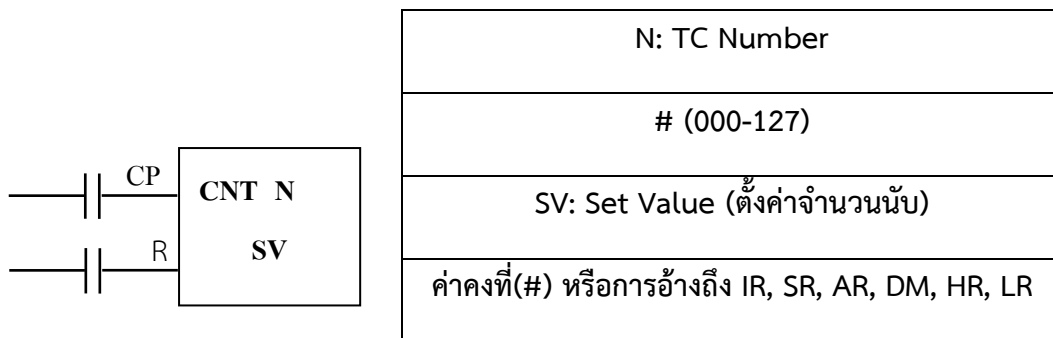 CP
CNT N
R
SV
N: TC Number
# (000-127)
SV: Set Value (ตั้งค่าจำนวนนับ)
ค่าคงที่(#) หรือการอ้างถึง IR, SR, AR, DM, HR, LR